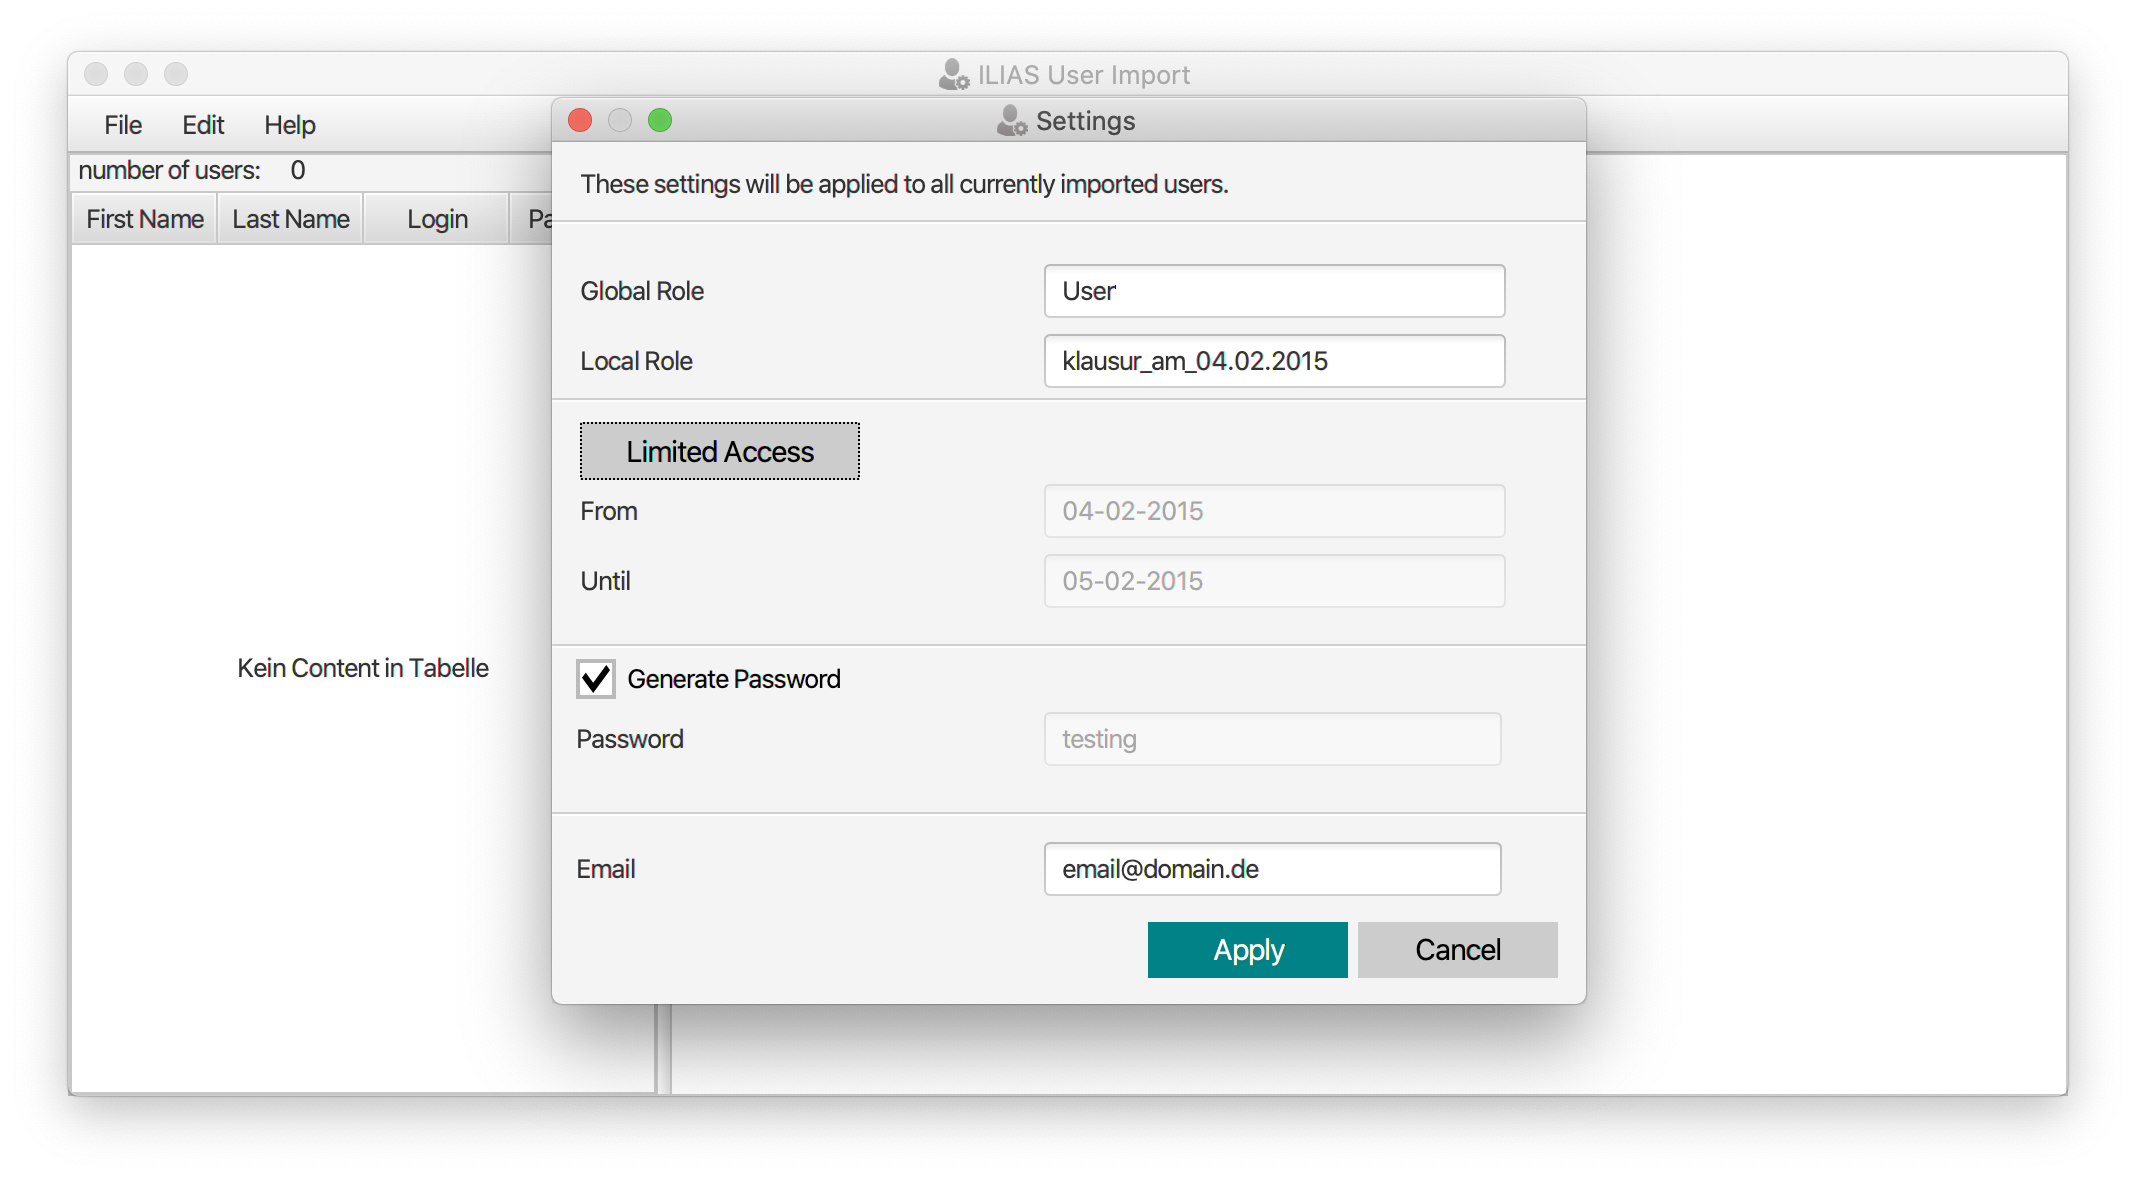 ILIAS User Import
File Edit Help
Settings
number of users: 0
First Name Last Name Login Pa
Kein Content in Tabelle
These settings will be applied to all currently imported users.
Global Role User
Local Role klausur_am_04.02.2015
Limited Access
From 04-02-2015
Until 05-02-2015
Generate Password
Password testing
Email email@domain.de
Apply Cancel